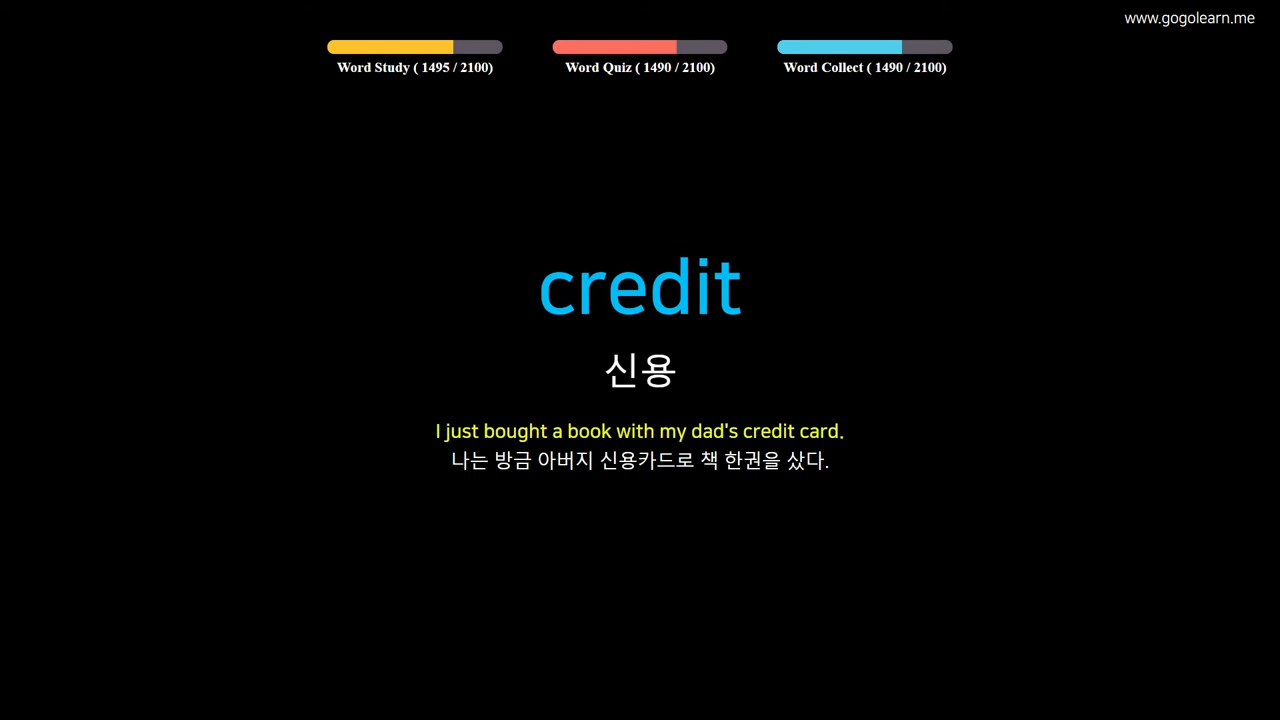 www.gogolearn.me
Word Study ( 1495 / 2100)
Word Quiz ( 1490 / 2100)
Word Collect ( 1490 / 2100)
credit
신용
I just bought a book with my dad's credit card.
나는 방금 아버지 신용카드로 책 한권을 샀다.